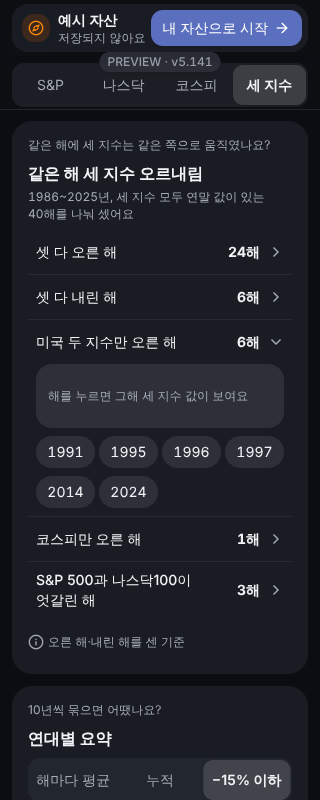 예시 자산
저장되지 않아요
내 자산으로 시작
PREVIEW · v5.141
S&P
나스닥
코스피
세 지수
같은 해에 세 지수는 같은 쪽으로 움직였나요?
같은 해 세 지수 오르내림
1986~2025년, 세 지수 모두 연말 값이 있는
40해를 나눠 셌어요
셋 다 오른 해 24해
셋 다 내린 해 6해
미국 두 지수만 오른 해 6해
해를 누르면 그해 세 지수 값이 보여요
1991 1995 1996 1997
2014 2024
코스피만 오른 해 1해
S&P 500과 나스닥100이
엇갈린 해 3해
오른 해·내린 해를 센 기준
10년씩 묶으면 어땠나요?
연대별 요약
해마다 평균 누적 −15% 이하